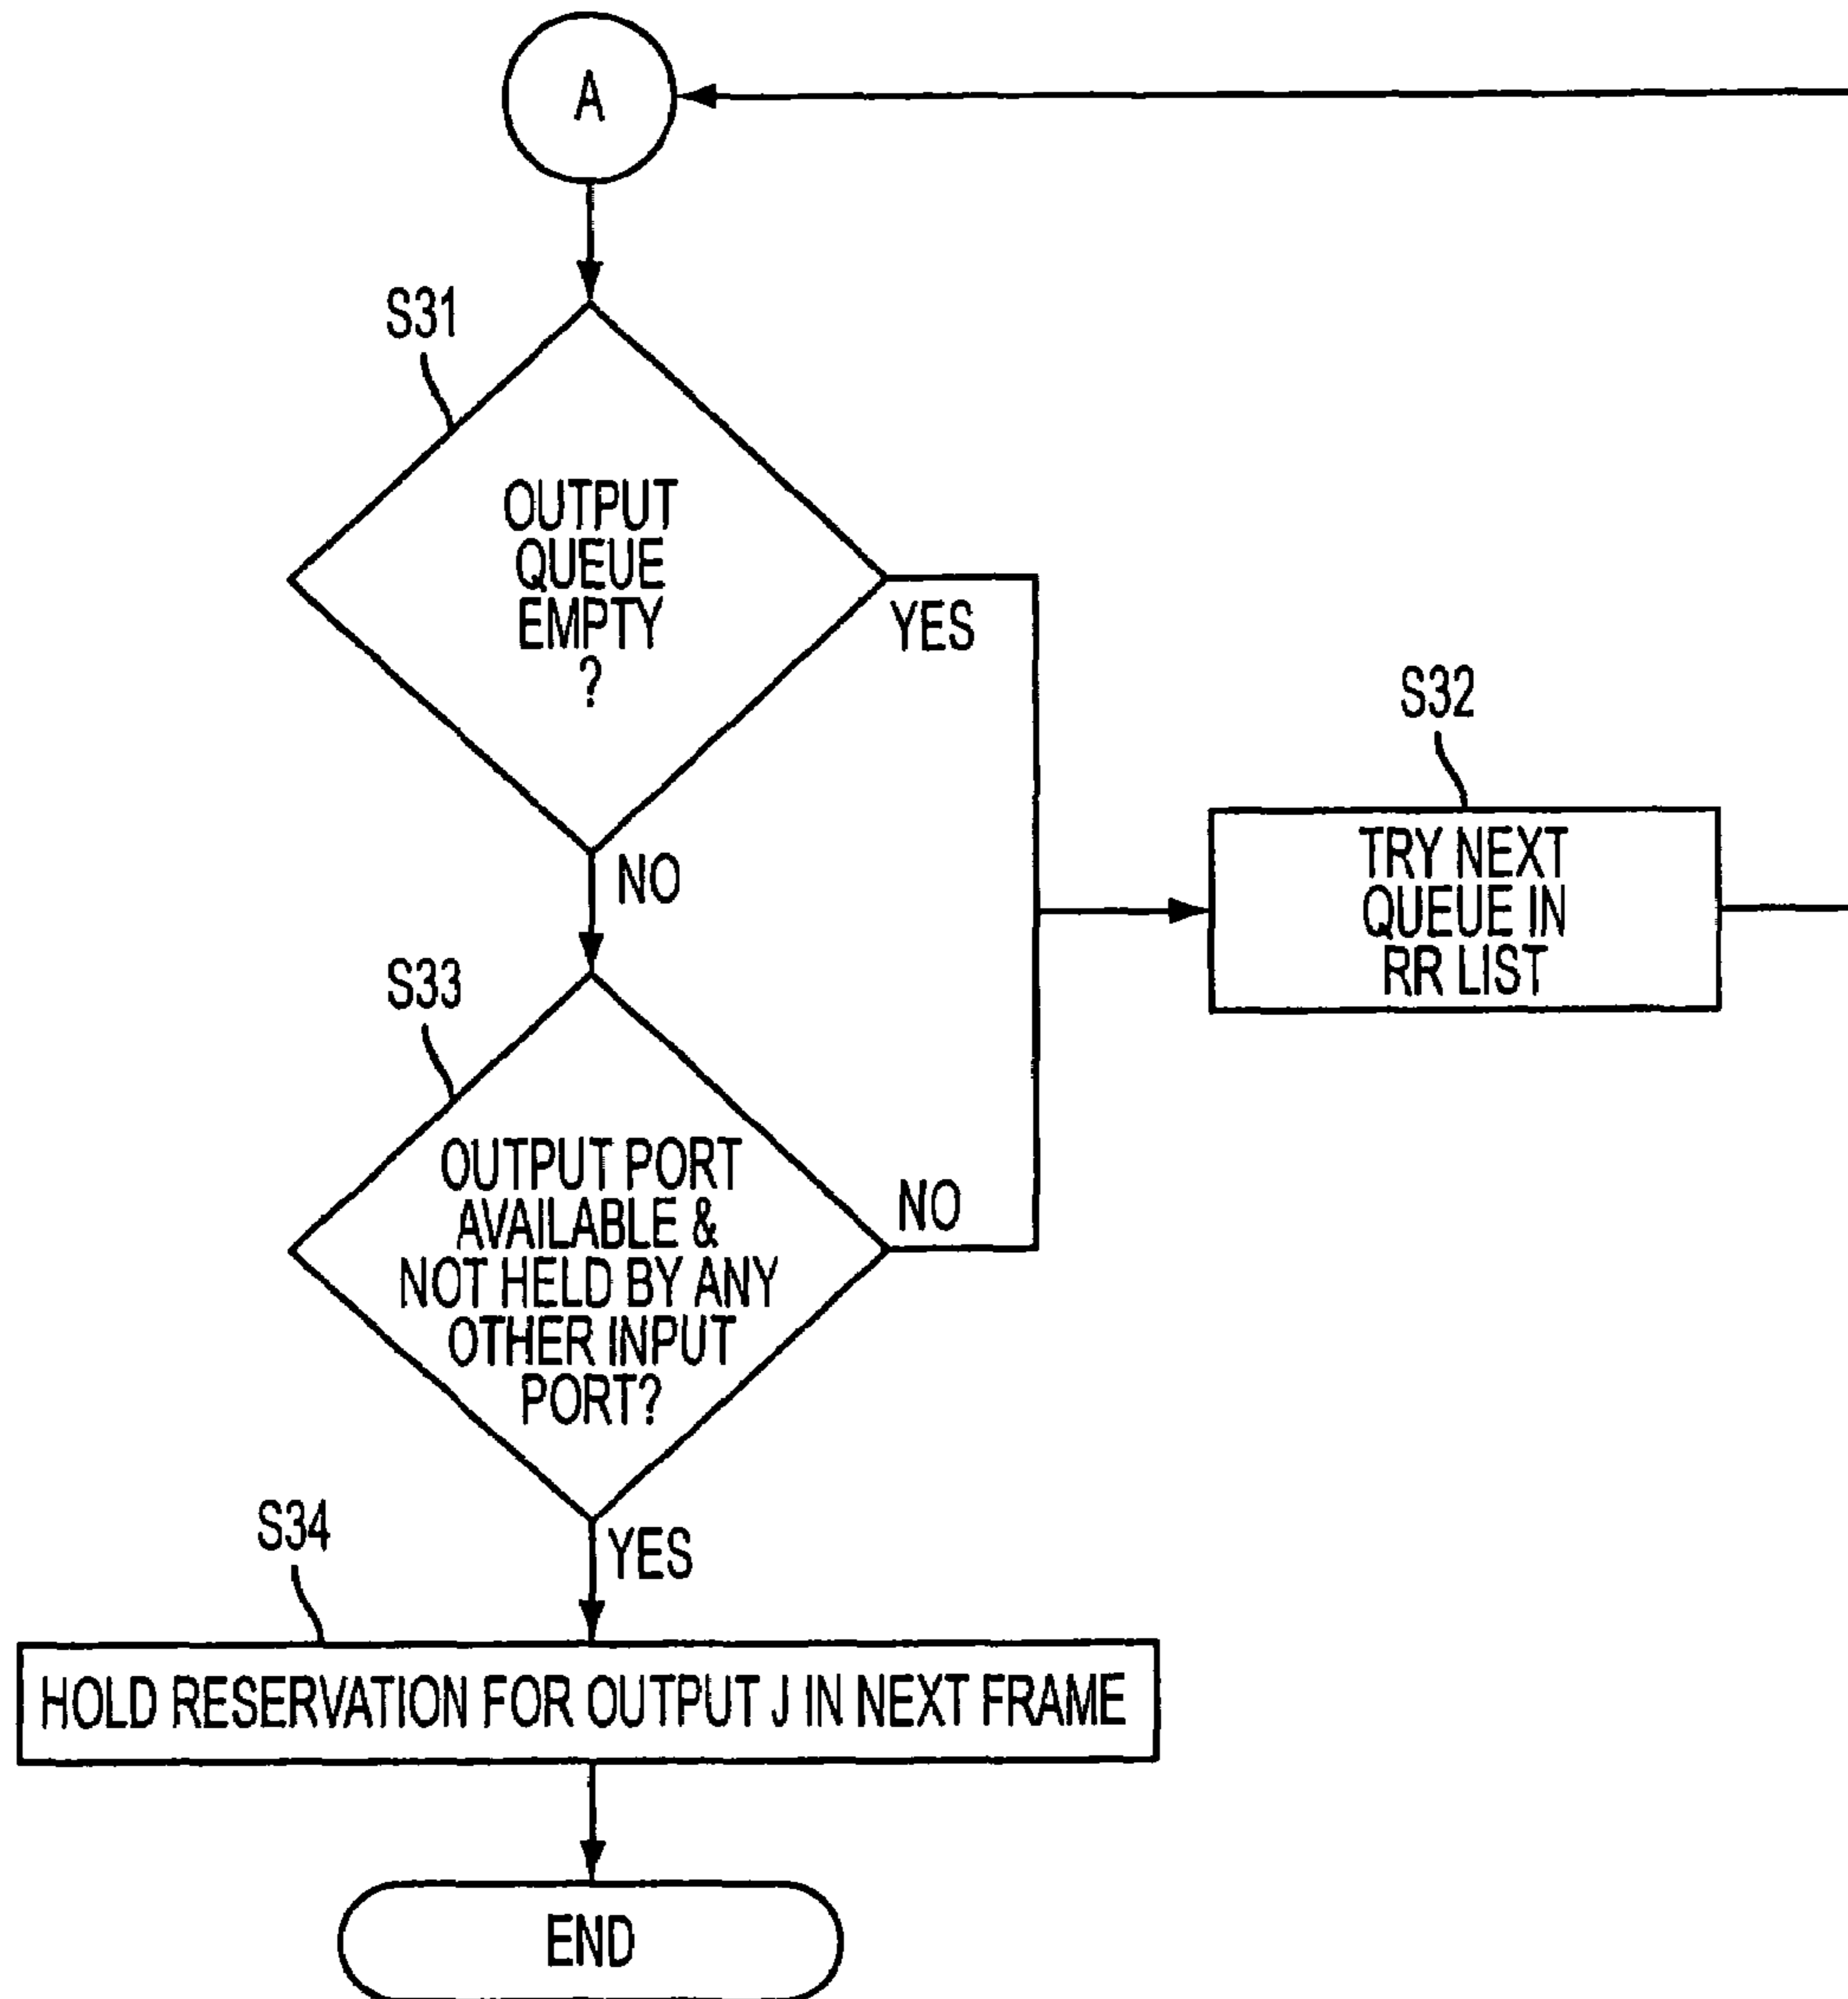 A
S31
OUTPUT
QUEUE
EMPTY
?
YES
S32
TRY NEXT
QUEUE IN
RR LIST
NO
S33
OUTPUT PORT
AVAILABLE &
NOT HELD BY ANY
OTHER INPUT
PORT?
NO
S34
YES
HOLD RESERVATION FOR OUTPUT J IN NEXT FRAME
END